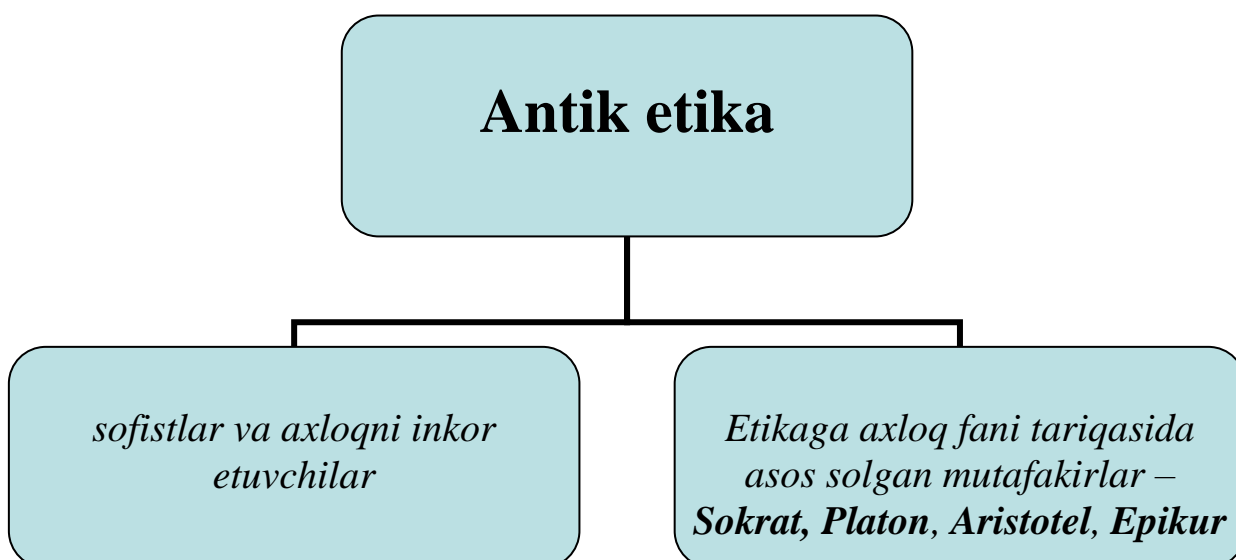 Antik etika
sofistlar va axloqni inkor
etuvchilar
Etikaga axloq fani tariqasida
asos solgan mutafakirlar –
Sokrat, Platon, Aristotel, Epikur